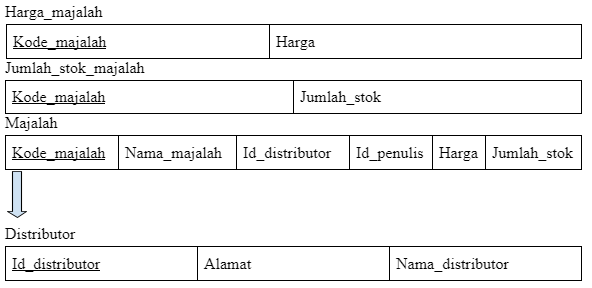 Harga_majalah
Kode_majalah Harga
Jumlah_stok_majalah
Kode_majalah Jumlah_stok
Majalah
Kode_majalah Nama_majalah Id_distributor Id_penulis Harga Jumlah_stok
Distributor
Id_distributor Alamat Nama_distributor